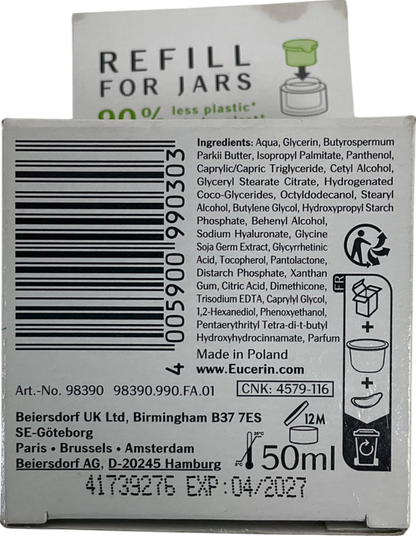 REFILL
FOR JARS
90% less plastic*
Ingredients: Aqua, Glycerin, Butyrospermum
Parkii Butter, Isopropyl Palmitate, Panthenol,
Caprylic/Capric Triglyceride, Cetyl Alcohol,
Glyceryl Stearate Citrate, Hydrogenated
Coco-Glycerides, Octyldodecanol, Stearyl
Alcohol, Butylene Glycol, Hydroxypropyl Starch
Phosphate, Behenyl Alcohol,
Sodium Hyaluronate, Glycine
Soja Germ Extract, Glycyrrhetinic
Acid, Tocopherol, Pantolactone,
Distarch Phosphate, Xanthan
Gum, Citric Acid, Dimethicone,
Trisodium EDTA, Caprylyl Glycol,
1,2-Hexanediol, Phenoxyethanol,
Pentaerythrityl Tetra-di-t-butyl
Hydroxyhydrocinnamate, Parfum
Made in Poland
www.Eucerin.com
4 005900 990303
FR
+
+
Art.-No. 98390 98390.990.FA.01
CNK: 4579-116
Beiersdorf UK Ltd, Birmingham B37 7ES
SE-Göteborg
Paris • Brussels • Amsterdam
Beiersdorf AG, D-20245 Hamburg
12M
50ml
41739276 EXP:04/2027